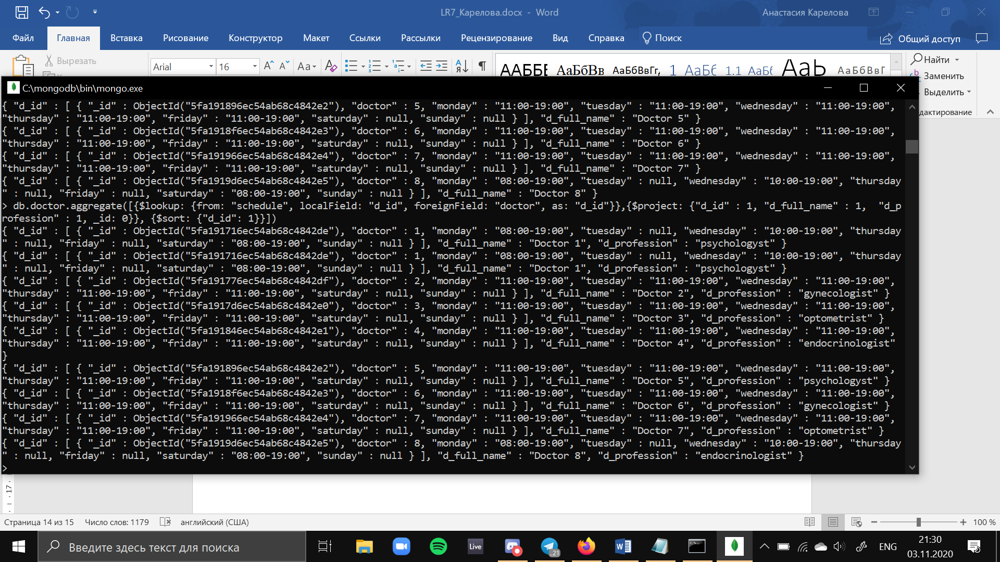 LR7_Карелова.docx - Word
Анастасия Карелова
Файл Главная Вставка Рисование Конструктор Макет Ссылки Рассылки Рецензирование Вид Справка Поиск Общий доступ
Вырезать
Arial 16 Aa
ААББЕ АаБбВв АаБбВвГг, 1 АаБб 1.1 АаБб АаЬ АаБбВвГ
Найти
Заменить
Выделить
дактирование
C:\mongodb\bin\mongo.exe
{ "d_id" : [ { "_id" : ObjectId("5fa191896ec54ab68c4842e2"), "doctor" : 5, "monday" : "11:00-19:00", "tuesday" : "11:00-19:00", "wednesday" : "11:00-19:00",
"thursday" : "11:00-19:00", "friday" : "11:00-19:00", "saturday" : null, "sunday" : null } ], "d_full_name" : "Doctor 5" }
{ "d_id" : [ { "_id" : ObjectId("5fa1918f6ec54ab68c4842e3"), "doctor" : 6, "monday" : "11:00-19:00", "tuesday" : "11:00-19:00", "wednesday" : "11:00-19:00",
"thursday" : "11:00-19:00", "friday" : "11:00-19:00", "saturday" : null, "sunday" : null } ], "d_full_name" : "Doctor 6" }
{ "d_id" : [ { "_id" : ObjectId("5fa191966ec54ab68c4842e4"), "doctor" : 7, "monday" : "11:00-19:00", "tuesday" : "11:00-19:00", "wednesday" : "11:00-19:00",
"thursday" : "11:00-19:00", "friday" : "11:00-19:00", "saturday" : null, "sunday" : null } ], "d_full_name" : "Doctor 7" }
{ "d_id" : [ { "_id" : ObjectId("5fa1919d6ec54ab68c4842e5"), "doctor" : 8, "monday" : "08:00-19:00", "tuesday" : null, "wednesday" : "10:00-19:00", "thursday
" : null, "friday" : null, "saturday" : "08:00-19:00", "sunday" : null } ], "d_full_name" : "Doctor 8" }
> db.doctor.aggregate([{$lookup: {from: "schedule", localField: "d_id", foreignField: "doctor", as: "d_id"}},{$project: {"d_id" : 1, "d_full_name" : 1,  "d_p
rofession" : 1, _id: 0}}, {$sort: {"d_id": 1}}])
{ "d_id" : [ { "_id" : ObjectId("5fa191716ec54ab68c4842de"), "doctor" : 1, "monday" : "08:00-19:00", "tuesday" : null, "wednesday" : "10:00-19:00", "thursday
" : null, "friday" : null, "saturday" : "08:00-19:00", "sunday" : null } ], "d_full_name" : "Doctor 1", "d_profession" : "psychologyst" }
{ "d_id" : [ { "_id" : ObjectId("5fa191716ec54ab68c4842de"), "doctor" : 1, "monday" : "08:00-19:00", "tuesday" : null, "wednesday" : "10:00-19:00", "thursday
" : null, "friday" : null, "saturday" : "08:00-19:00", "sunday" : null } ], "d_full_name" : "Doctor 1", "d_profession" : "psychologyst" }
{ "d_id" : [ { "_id" : ObjectId("5fa191776ec54ab68c4842df"), "doctor" : 2, "monday" : "11:00-19:00", "tuesday" : "11:00-19:00", "wednesday" : "11:00-19:00",
"thursday" : "11:00-19:00", "friday" : "11:00-19:00", "saturday" : null, "sunday" : null } ], "d_full_name" : "Doctor 2", "d_profession" : "gynecologist" }
{ "d_id" : [ { "_id" : ObjectId("5fa1917d6ec54ab68c4842e0"), "doctor" : 3, "monday" : "11:00-19:00", "tuesday" : "11:00-19:00", "wednesday" : "11:00-19:00",
"thursday" : "11:00-19:00", "friday" : "11:00-19:00", "saturday" : null, "sunday" : null } ], "d_full_name" : "Doctor 3", "d_profession" : "optometrist" }
{ "d_id" : [ { "_id" : ObjectId("5fa191846ec54ab68c4842e1"), "doctor" : 4, "monday" : "11:00-19:00", "tuesday" : "11:00-19:00", "wednesday" : "11:00-19:00",
"thursday" : "11:00-19:00", "friday" : "11:00-19:00", "saturday" : null, "sunday" : null } ], "d_full_name" : "Doctor 4", "d_profession" : "endocrinologist"
}
{ "d_id" : [ { "_id" : ObjectId("5fa191896ec54ab68c4842e2"), "doctor" : 5, "monday" : "11:00-19:00", "tuesday" : "11:00-19:00", "wednesday" : "11:00-19:00",
"thursday" : "11:00-19:00", "friday" : "11:00-19:00", "saturday" : null, "sunday" : null } ], "d_full_name" : "Doctor 5", "d_profession" : "psychologyst" }
{ "d_id" : [ { "_id" : ObjectId("5fa1918f6ec54ab68c4842e3"), "doctor" : 6, "monday" : "11:00-19:00", "tuesday" : "11:00-19:00", "wednesday" : "11:00-19:00",
"thursday" : "11:00-19:00", "friday" : "11:00-19:00", "saturday" : null, "sunday" : null } ], "d_full_name" : "Doctor 6", "d_profession" : "gynecologist" }
{ "d_id" : [ { "_id" : ObjectId("5fa191966ec54ab68c4842e4"), "doctor" : 7, "monday" : "11:00-19:00", "tuesday" : "11:00-19:00", "wednesday" : "11:00-19:00",
"thursday" : "11:00-19:00", "friday" : "11:00-19:00", "saturday" : null, "sunday" : null } ], "d_full_name" : "Doctor 7", "d_profession" : "optometrist" }
{ "d_id" : [ { "_id" : ObjectId("5fa1919d6ec54ab68c4842e5"), "doctor" : 8, "monday" : "08:00-19:00", "tuesday" : null, "wednesday" : "10:00-19:00", "thursday
" : null, "friday" : null, "saturday" : "08:00-19:00", "sunday" : null } ], "d_full_name" : "Doctor 8", "d_profession" : "endocrinologist" }
>
17
Страница 14 из 15 Число слов: 1179 английский (США) 100 %
Введите здесь текст для поиска
Live
..21
ENG
21:30
03.11.2020